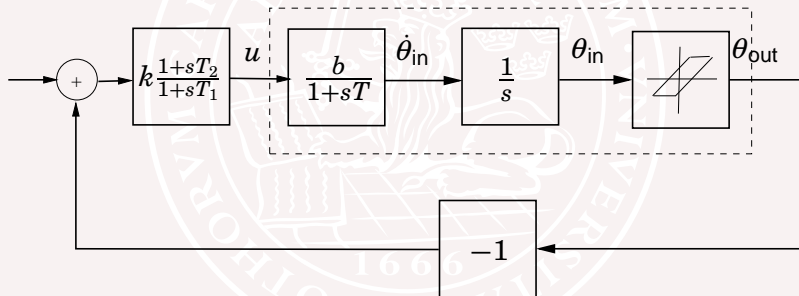 +
k (1+sT₂)/(1+sT₁)
u
b/(1+sT)
θ̇in
1/s
θin
θout
−1
1666